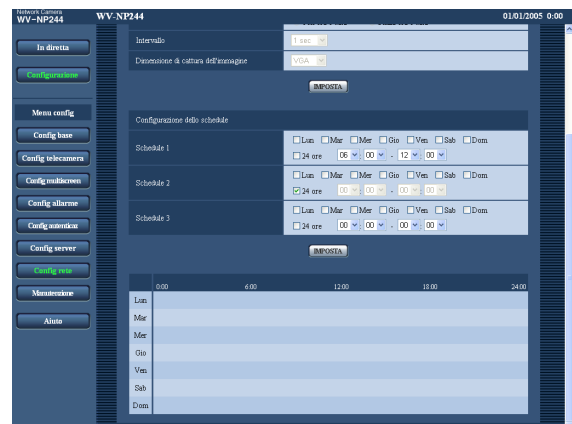 Network Camera
WV-NP244
WV-NP244
01/01/2005 0:00
In diretta
Configurazione
Menu config
Config base
Config telecamera
Config multiscreen
Config allarme
Config autenticaz
Config server
Config rete
Manutenzione
Aiuto
Intervallo
1 sec
Dimensione di cattura dell'immagine
VGA
IMPOSTA
Configurazione dello schedule
Schedule 1
Lun Mar Mer Gio Ven Sab Dom
24 ore 06 : 00 - 12 : 00
Schedule 2
Lun Mar Mer Gio Ven Sab Dom
24 ore 00 : 00 - 00 : 00
Schedule 3
Lun Mar Mer Gio Ven Sab Dom
24 ore 00 : 00 - 00 : 00
IMPOSTA
0:00 6:00 12:00 18:00 24:00
Lun
Mar
Mer
Gio
Ven
Sab
Dom